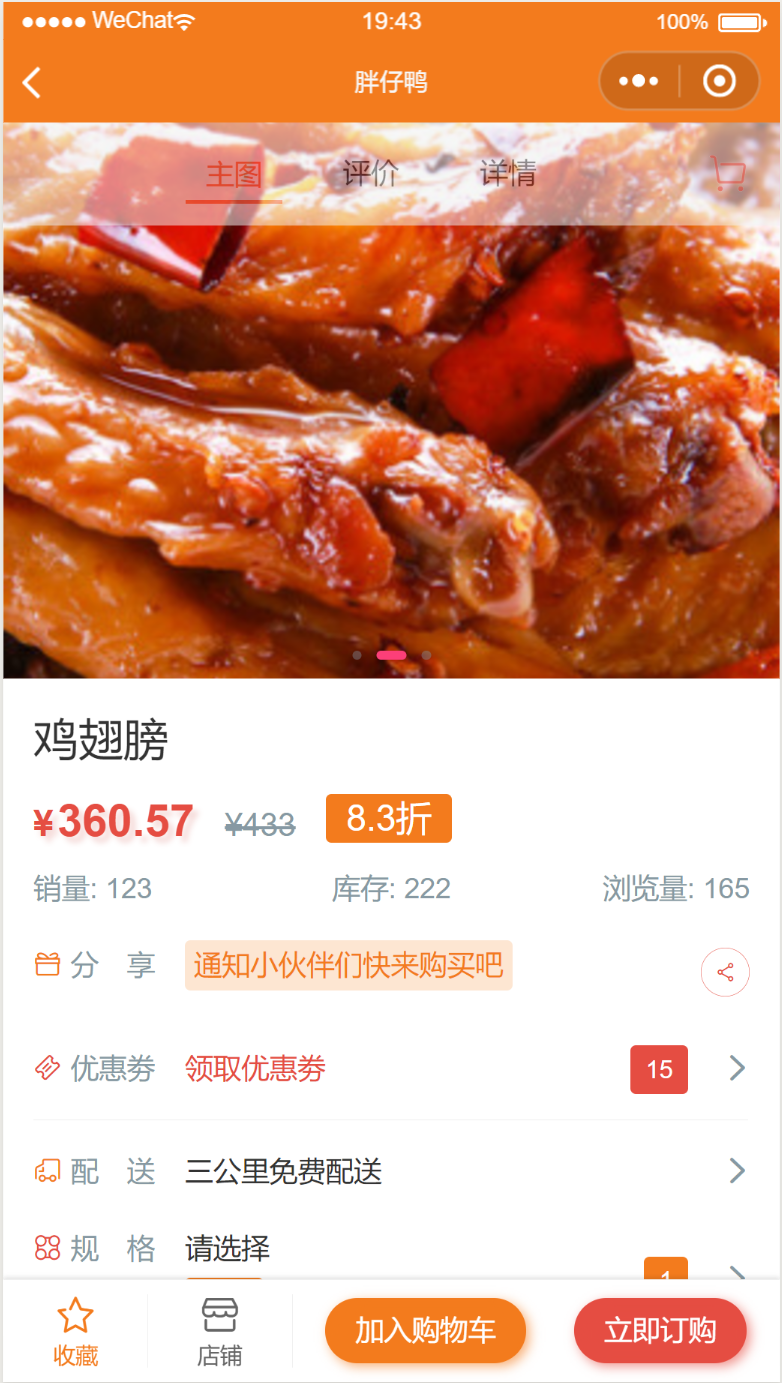 WeChat 19:43 100%
胖仔鸭
主图 评价 详情
鸡翅膀
¥360.57 ¥433 8.3折
销量: 123 库存: 222 浏览量: 165
分 享 通知小伙伴们快来购买吧
优惠劵 领取优惠劵 15
配 送 三公里免费配送
规 格 请选择
1
收藏 店铺 加入购物车 立即订购